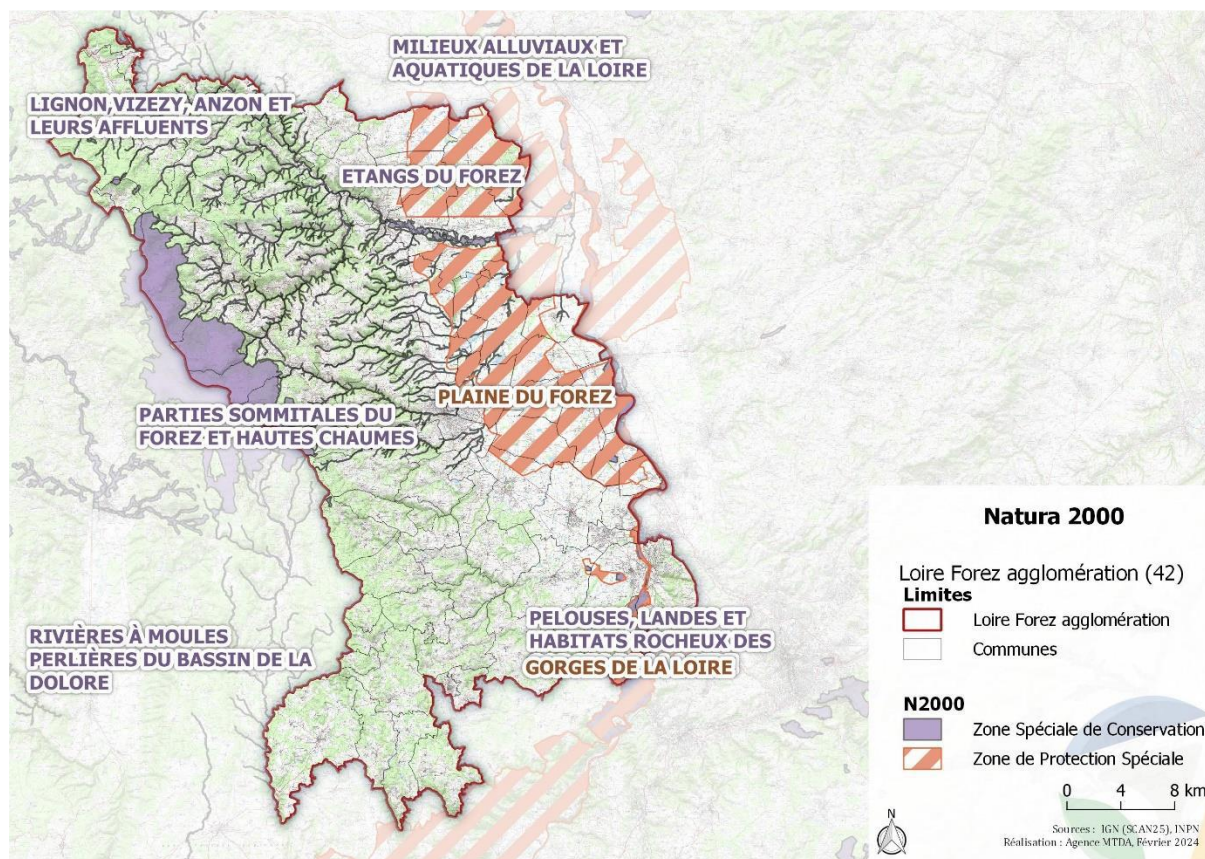 MILIEUX ALLUVIAUX ET
AQUATIQUES DE LA LOIRE
LIGNON,VIZEZY, ANZON ET
LEURS AFFLUENTS
ETANGS DU FOREZ
PLAINE DU FOREZ
PARTIES SOMMITALES DU
FOREZ ET HAUTES CHAUMES
PELOUSES, LANDES ET
HABITATS ROCHEUX DES
GORGES DE LA LOIRE
RIVIÈRES À MOULES
PERLIÈRES DU BASSIN DE LA
DOLORE
Natura 2000
Loire Forez agglomération (42)
Limites
Loire Forez agglomération
Communes
N2000
Zone Spéciale de Conservation
Zone de Protection Spéciale
0 4 8 km
N
Sources : IGN (SCAN25), INPN
Réalisation : Agence MTDA, Février 2024